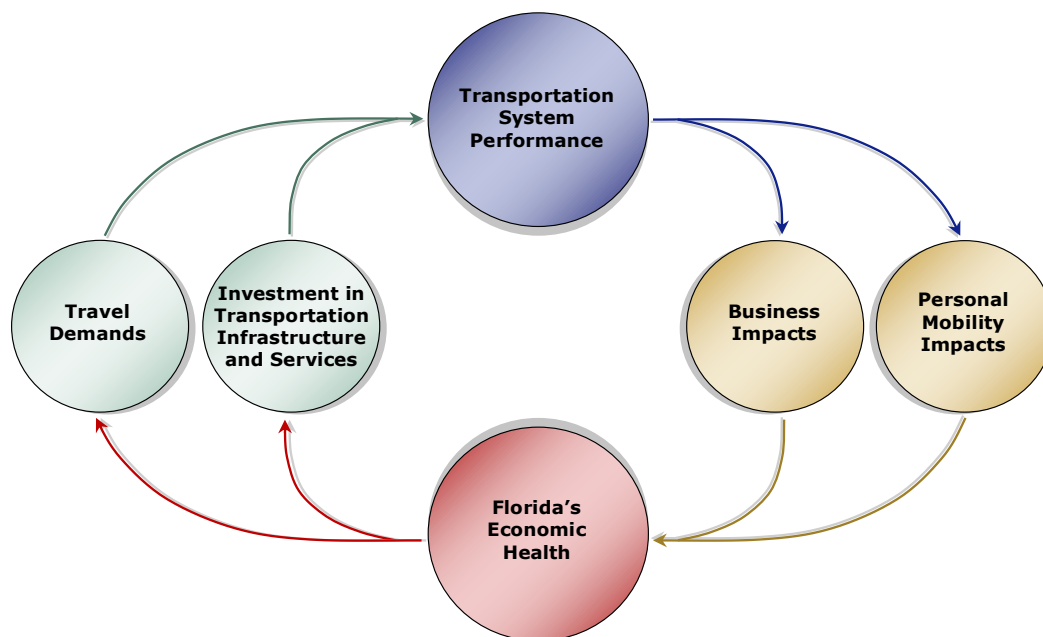 Transportation
System
Performance
Travel
Demands
Investment in
Transportation
Infrastructure
and Services
Business
Impacts
Personal
Mobility
Impacts
Florida’s
Economic
Health